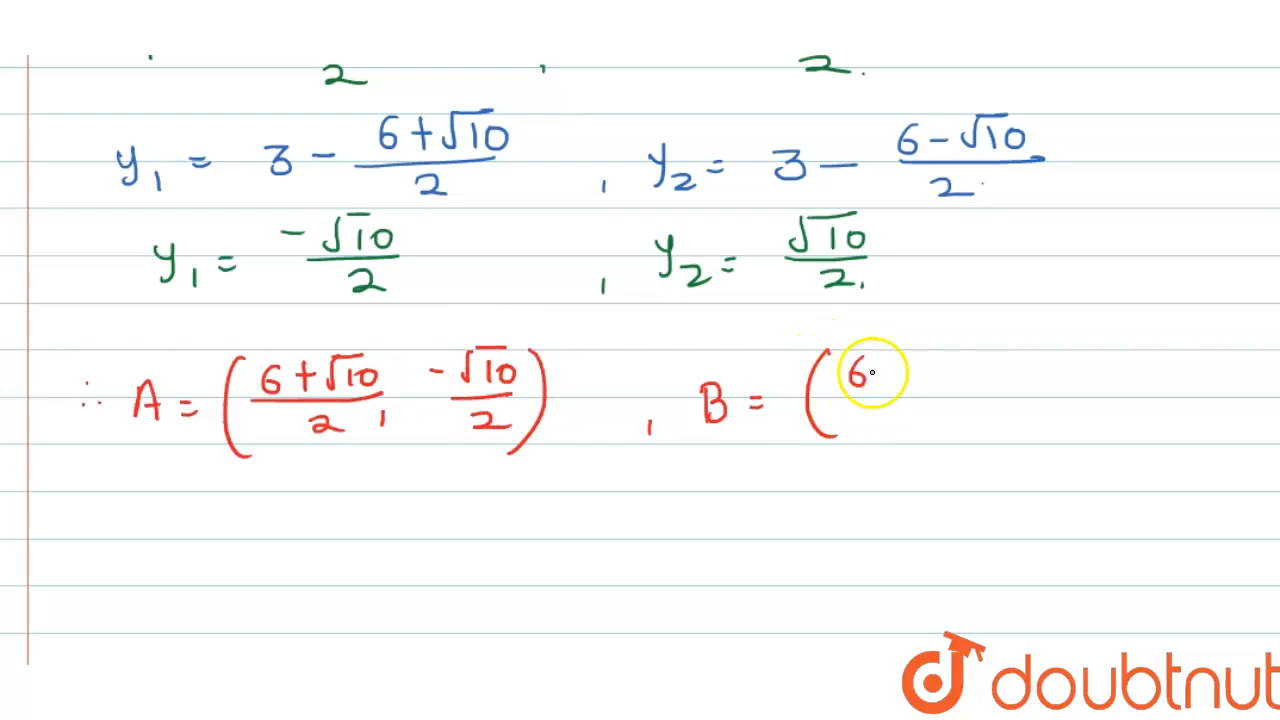 2 , 2.
y₁ = 3 - (6+√10)/2 , y₂ = 3 - (6-√10)/2
y₁ = -√10/2 , y₂ = √10/2.
∴ A = ((6+√10)/2, -√10/2) , B = (6
doubtnut